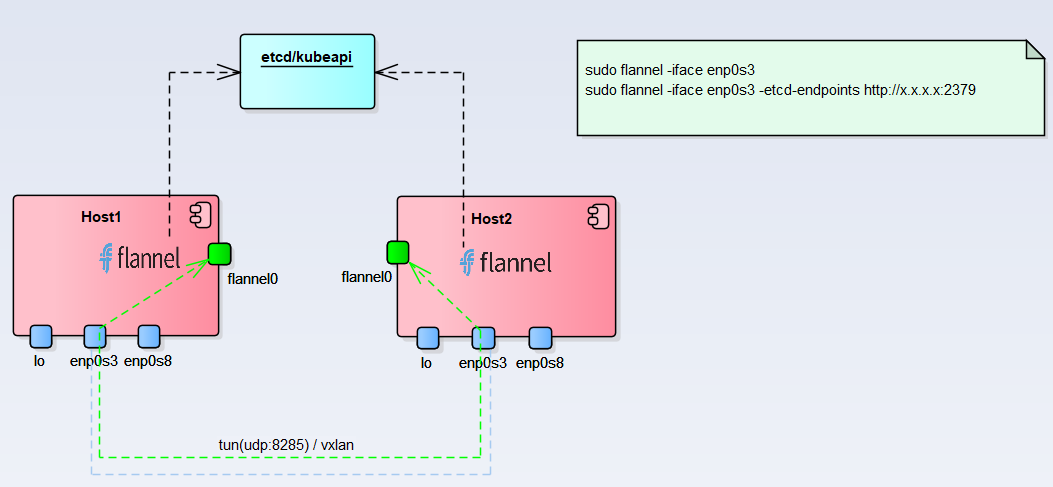 etcd/kubeapi
sudo flannel -iface enp0s3
sudo flannel -iface enp0s3 -etcd-endpoints http://x.x.x.x:2379
Host1
flannel
flannel0
lo
enp0s3
enp0s8
Host2
flannel
flannel0
lo
enp0s3
enp0s8
tun(udp:8285) / vxlan